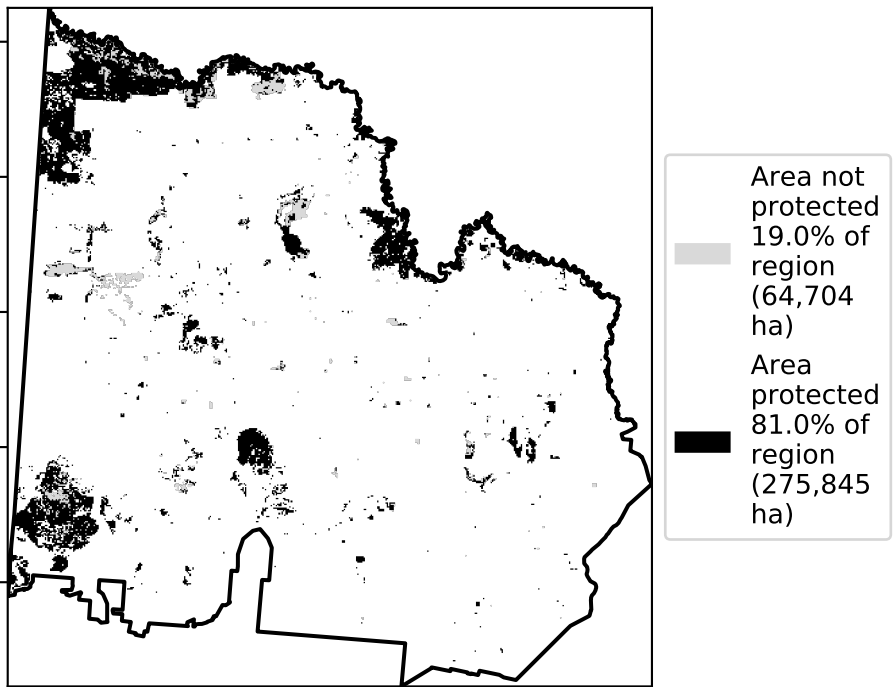 Area not
protected
19.0% of
region
(64,704
ha)
Area
protected
81.0% of
region
(275,845
ha)